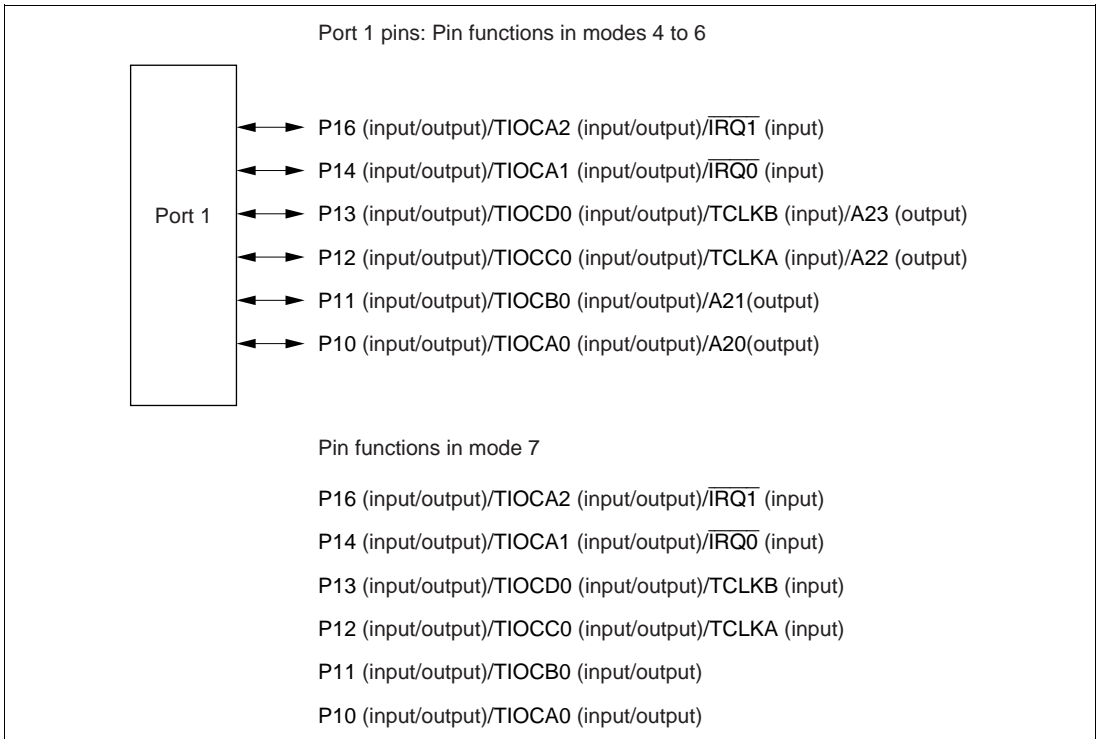 Port 1 pins: Pin functions in modes 4 to 6
Port 1
P16 (input/output)/TIOCA2 (input/output)/I̅R̅Q̅1̅ (input)
P14 (input/output)/TIOCA1 (input/output)/I̅R̅Q̅0̅ (input)
P13 (input/output)/TIOCD0 (input/output)/TCLKB (input)/A23 (output)
P12 (input/output)/TIOCC0 (input/output)/TCLKA (input)/A22 (output)
P11 (input/output)/TIOCB0 (input/output)/A21(output)
P10 (input/output)/TIOCA0 (input/output)/A20(output)
Pin functions in mode 7
P16 (input/output)/TIOCA2 (input/output)/I̅R̅Q̅1̅ (input)
P14 (input/output)/TIOCA1 (input/output)/I̅R̅Q̅0̅ (input)
P13 (input/output)/TIOCD0 (input/output)/TCLKB (input)
P12 (input/output)/TIOCC0 (input/output)/TCLKA (input)
P11 (input/output)/TIOCB0 (input/output)
P10 (input/output)/TIOCA0 (input/output)